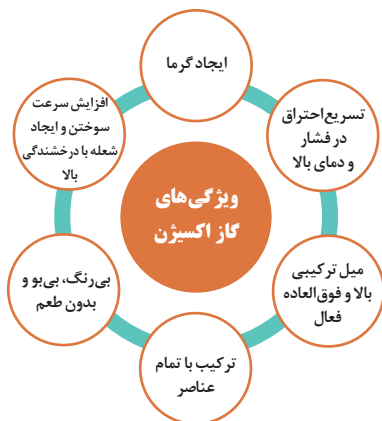 ویژگی‌های
گاز اکسیژن
ایجاد گرما
تسریع احتراق
در فشار
و دمای بالا
میل ترکیبی
بالا و فوق‌العاده
فعال
ترکیب با تمام
عناصر
بی‌رنگ، بی‌بو و
بدون طعم
افزایش سرعت
سوختن و ایجاد
شعله با درخشندگی
بالا